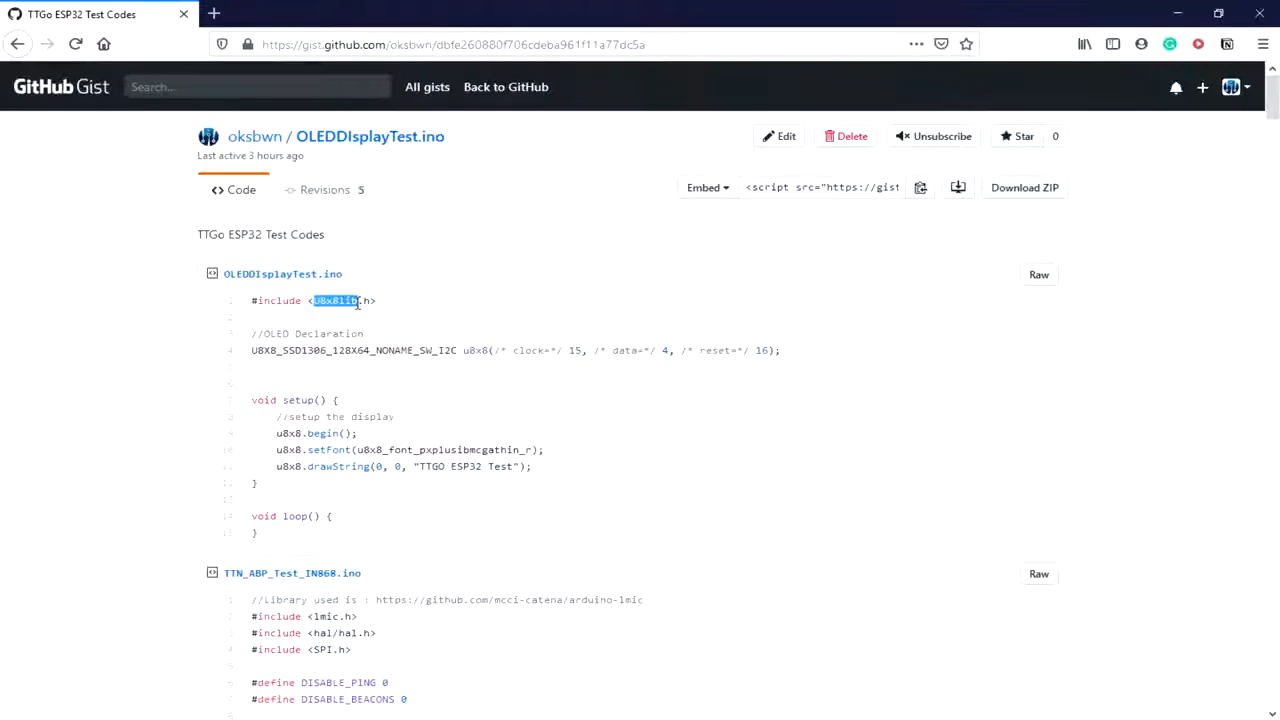 TTGo ESP32 Test Codes
https://gist.github.com/oksbwn/dbfe260880f706cdeba961f11a77dc5a
GitHub Gist Search... All gists Back to GitHub
oksbwn / OLEDDIsplayTest.ino
Edit Delete Unsubscribe Star 0
Last active 3 hours ago
Code Revisions 5
Embed <script src="https://gist Download ZIP
TTGo ESP32 Test Codes
OLEDDIsplayTest.ino Raw
#include <U8x8lib.h>
//OLED Declaration
U8X8_SSD1306_128X64_NONAME_SW_I2C u8x8(/* clock=*/ 15, /* data=*/ 4, /* reset=*/ 16);
void setup() {
//setup the display
u8x8.begin();
u8x8.setFont(u8x8_font_pxplusibmcgathin_r);
u8x8.drawString(0, 0, "TTGO ESP32 Test");
}
void loop() {
}
TTN_ABP_Test_IN868.ino Raw
//Library used is : https://github.com/mcci-catena/arduino-lmic
#include <lmic.h>
#include <hal/hal.h>
#include <SPI.h>
#define DISABLE_PING 0
#define DISABLE_BEACONS 0